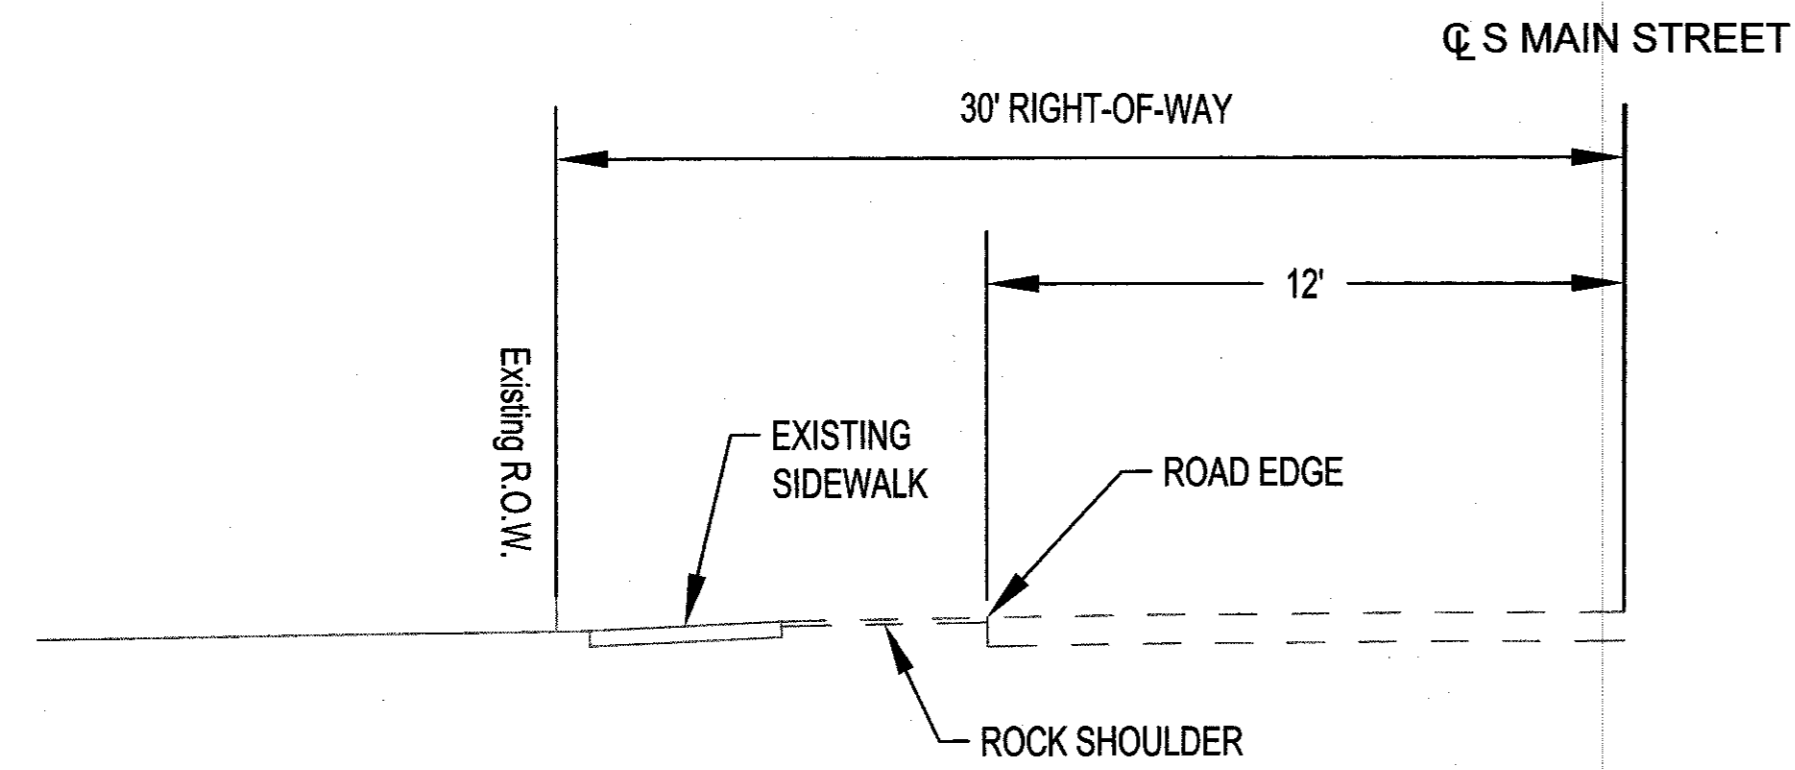 ℄ S MAIN STREET
30' RIGHT-OF-WAY
12'
Existing R.O.W.
EXISTING
SIDEWALK
ROAD EDGE
ROCK SHOULDER